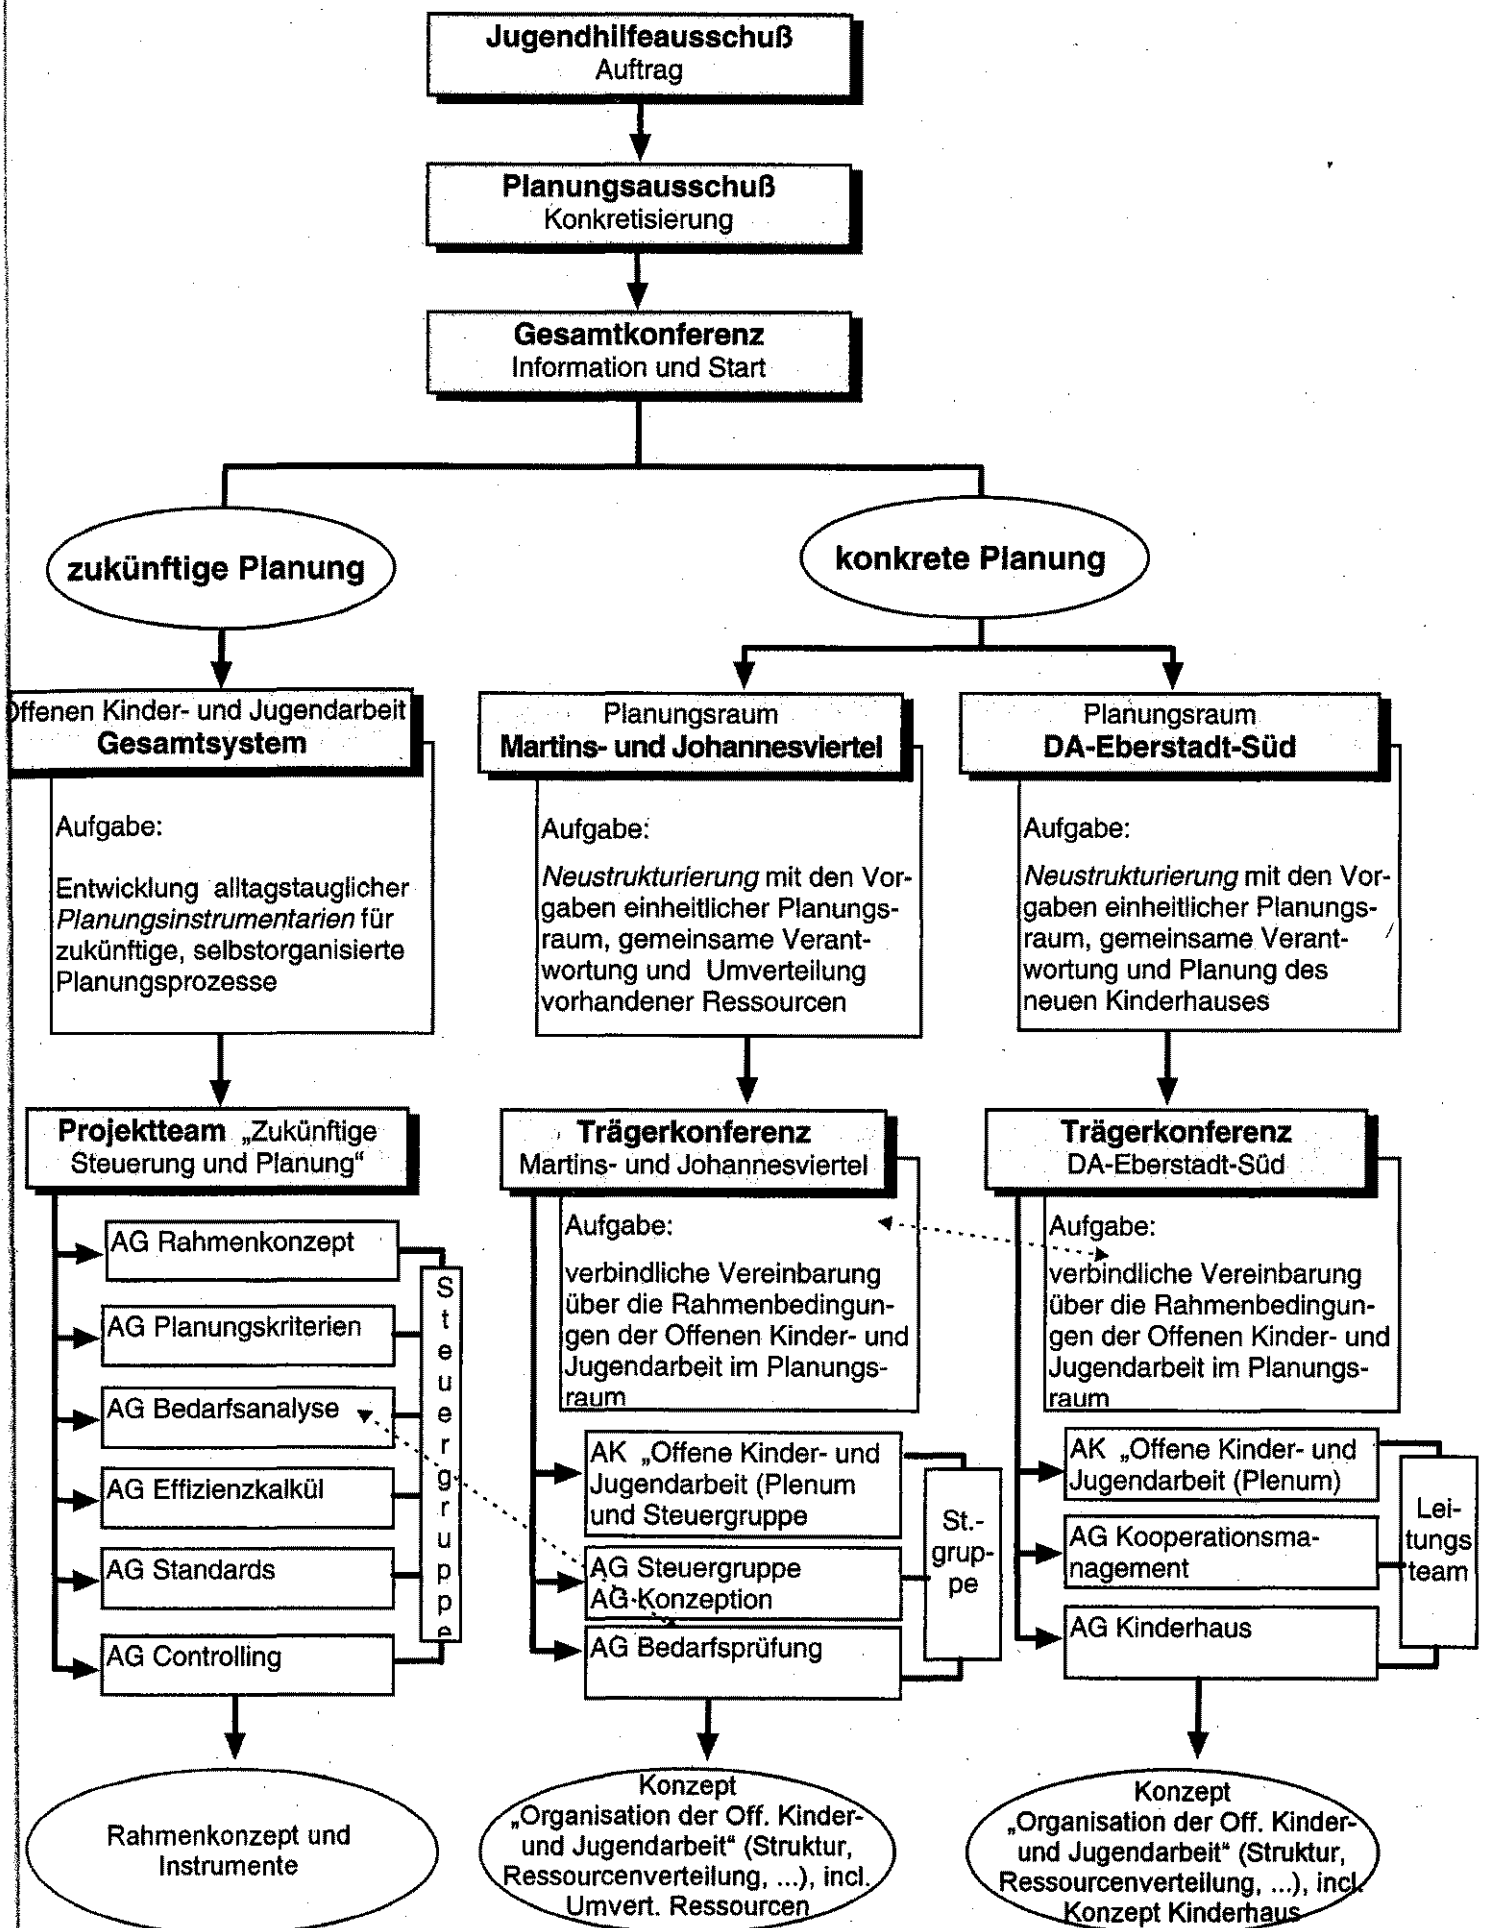 Jugendhilfeausschuß
Auftrag
Planungsausschuß
Konkretisierung
Gesamtkonferenz
Information und Start
zukünftige Planung
konkrete Planung
Offenen Kinder- und Jugendarbeit
Gesamtsystem
Aufgabe:
Entwicklung alltagstauglicher
Planungsinstrumentarien für
zukünftige, selbstorganisierte
Planungsprozesse
Planungsraum
Martins- und Johannesviertel
Aufgabe:
Neustrukturierung mit den Vor-
gaben einheitlicher Planungs-
raum, gemeinsame Verant-
wortung und Umverteilung
vorhandener Ressourcen
Planungsraum
DA-Eberstadt-Süd
Aufgabe:
Neustrukturierung mit den Vor-
gaben einheitlicher Planungs-
raum, gemeinsame Verant-
wortung und Planung des
neuen Kinderhauses
Projektteam „Zukünftige
Steuerung und Planung“
AG Rahmenkonzept
AG Planungskriterien
AG Bedarfsanalyse
AG Effizienzkalkül
AG Standards
AG Controlling
Steuergruppe
Trägerkonferenz
Martins- und Johannesviertel
Aufgabe:
verbindliche Vereinbarung
über die Rahmenbedingun-
gen der Offenen Kinder- und
Jugendarbeit im Planungs-
raum
AK „Offene Kinder- und
Jugendarbeit (Plenum
und Steuergruppe
AG Steuergruppe
AG Konzeption
AG Bedarfsprüfung
St.-
grup-
pe
Trägerkonferenz
DA-Eberstadt-Süd
Aufgabe:
verbindliche Vereinbarung
über die Rahmenbedingun-
gen der Offenen Kinder- und
Jugendarbeit im Planungs-
raum
AK „Offene Kinder- und
Jugendarbeit (Plenum)
AG Kooperationsma-
nagement
AG Kinderhaus
Lei-
tungs
team
Rahmenkonzept und
Instrumente
Konzept
„Organisation der Off. Kinder-
und Jugendarbeit“ (Struktur,
Ressourcenverteilung, ...), incl.
Umvert. Ressourcen
Konzept
„Organisation der Off. Kinder-
und Jugendarbeit“ (Struktur,
Ressourcenverteilung, ...), incl
Konzept Kinderhaus